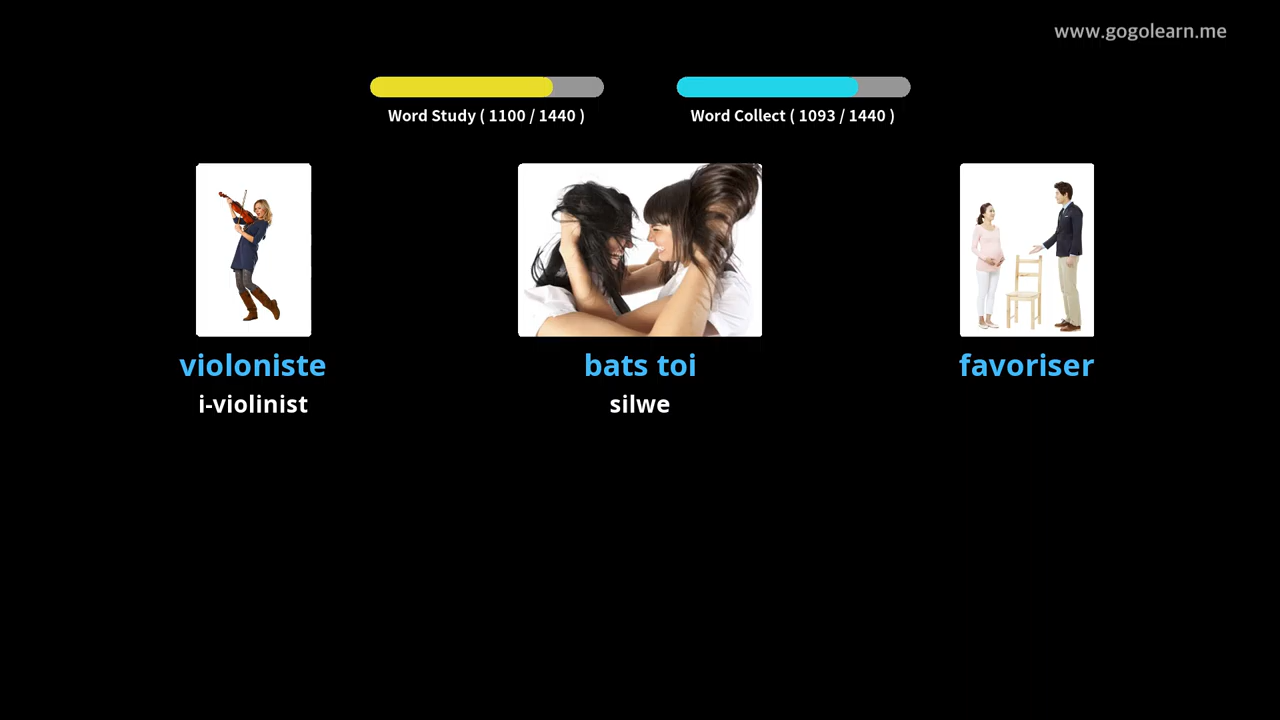 www.gogolearn.me
Word Study ( 1100 / 1440 )
Word Collect ( 1093 / 1440 )
violoniste
bats toi
favoriser
i-violinist
silwe